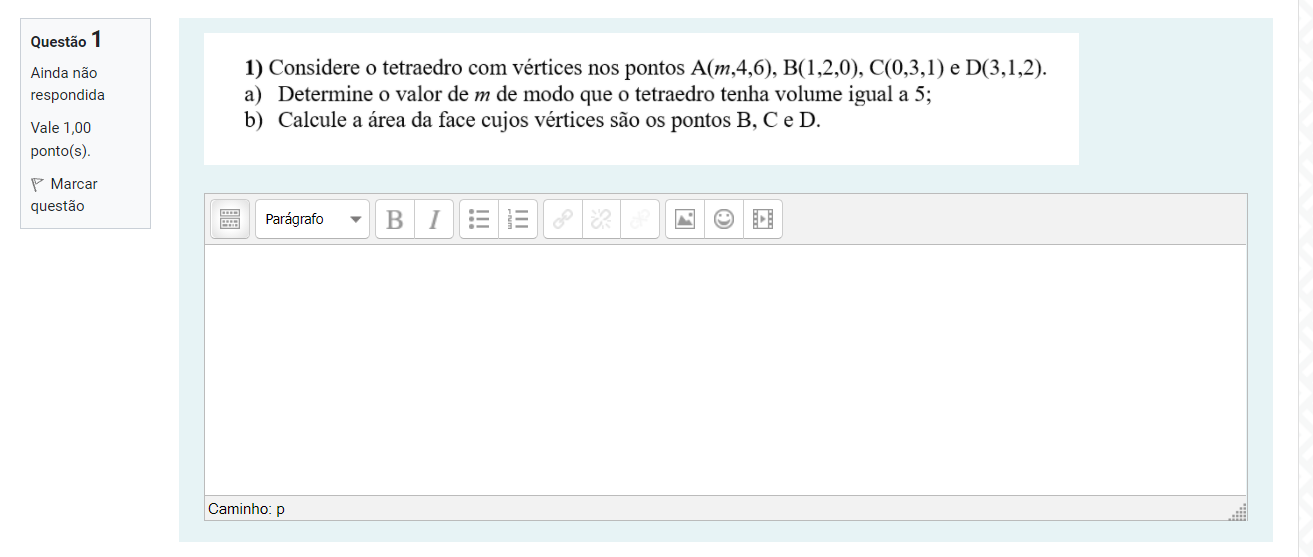 Questão 1
Ainda não
respondida
Vale 1,00
ponto(s).
Marcar
questão
1) Considere o tetraedro com vértices nos pontos A(m,4,6), B(1,2,0), C(0,3,1) e D(3,1,2).
a) Determine o valor de m de modo que o tetraedro tenha volume igual a 5;
b) Calcule a área da face cujos vértices são os pontos B, C e D.
Parágrafo B I
Caminho: p